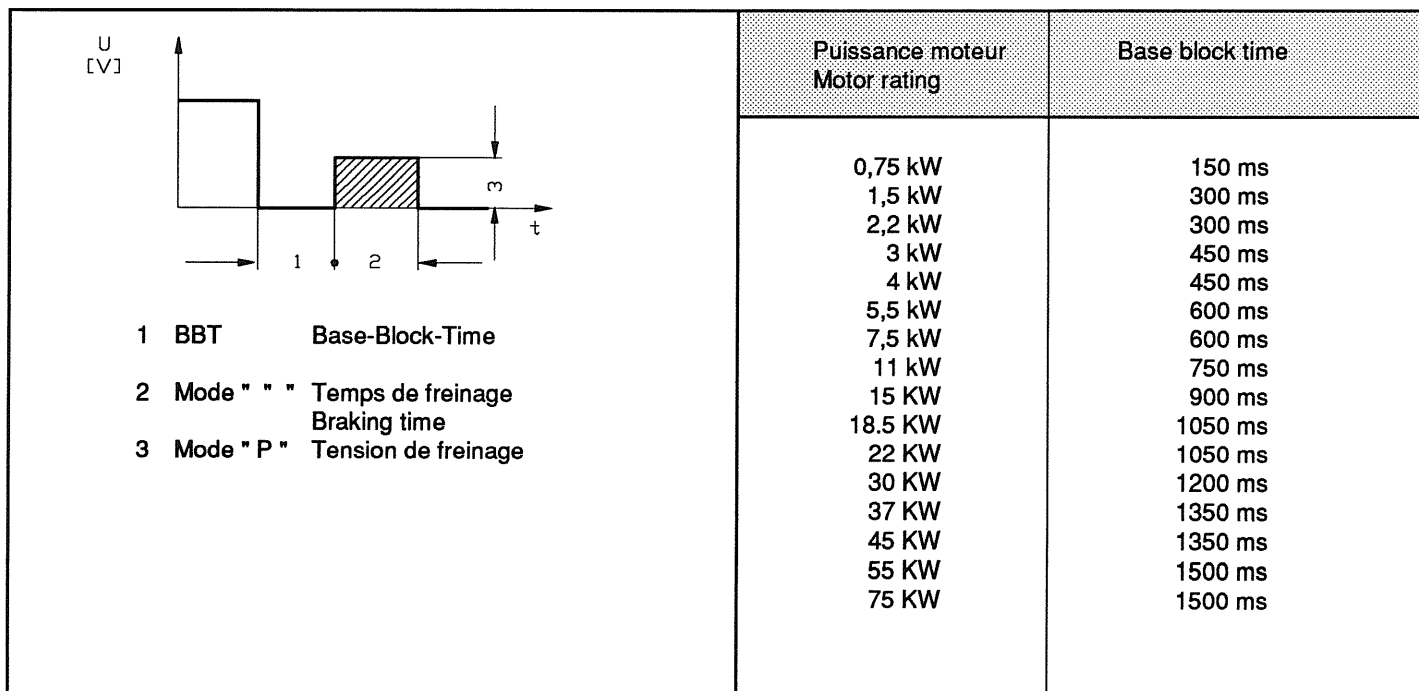 U
[V]
3
t
1 2
1 BBT Base-Block-Time
2 Mode " " " Temps de freinage
Braking time
3 Mode " P " Tension de freinage
Puissance moteur Base block time
Motor rating
0,75 kW 150 ms
1,5 kW 300 ms
2,2 kW 300 ms
3 kW 450 ms
4 kW 450 ms
5,5 kW 600 ms
7,5 kW 600 ms
11 kW 750 ms
15 KW 900 ms
18.5 KW 1050 ms
22 KW 1050 ms
30 KW 1200 ms
37 KW 1350 ms
45 KW 1350 ms
55 KW 1500 ms
75 KW 1500 ms